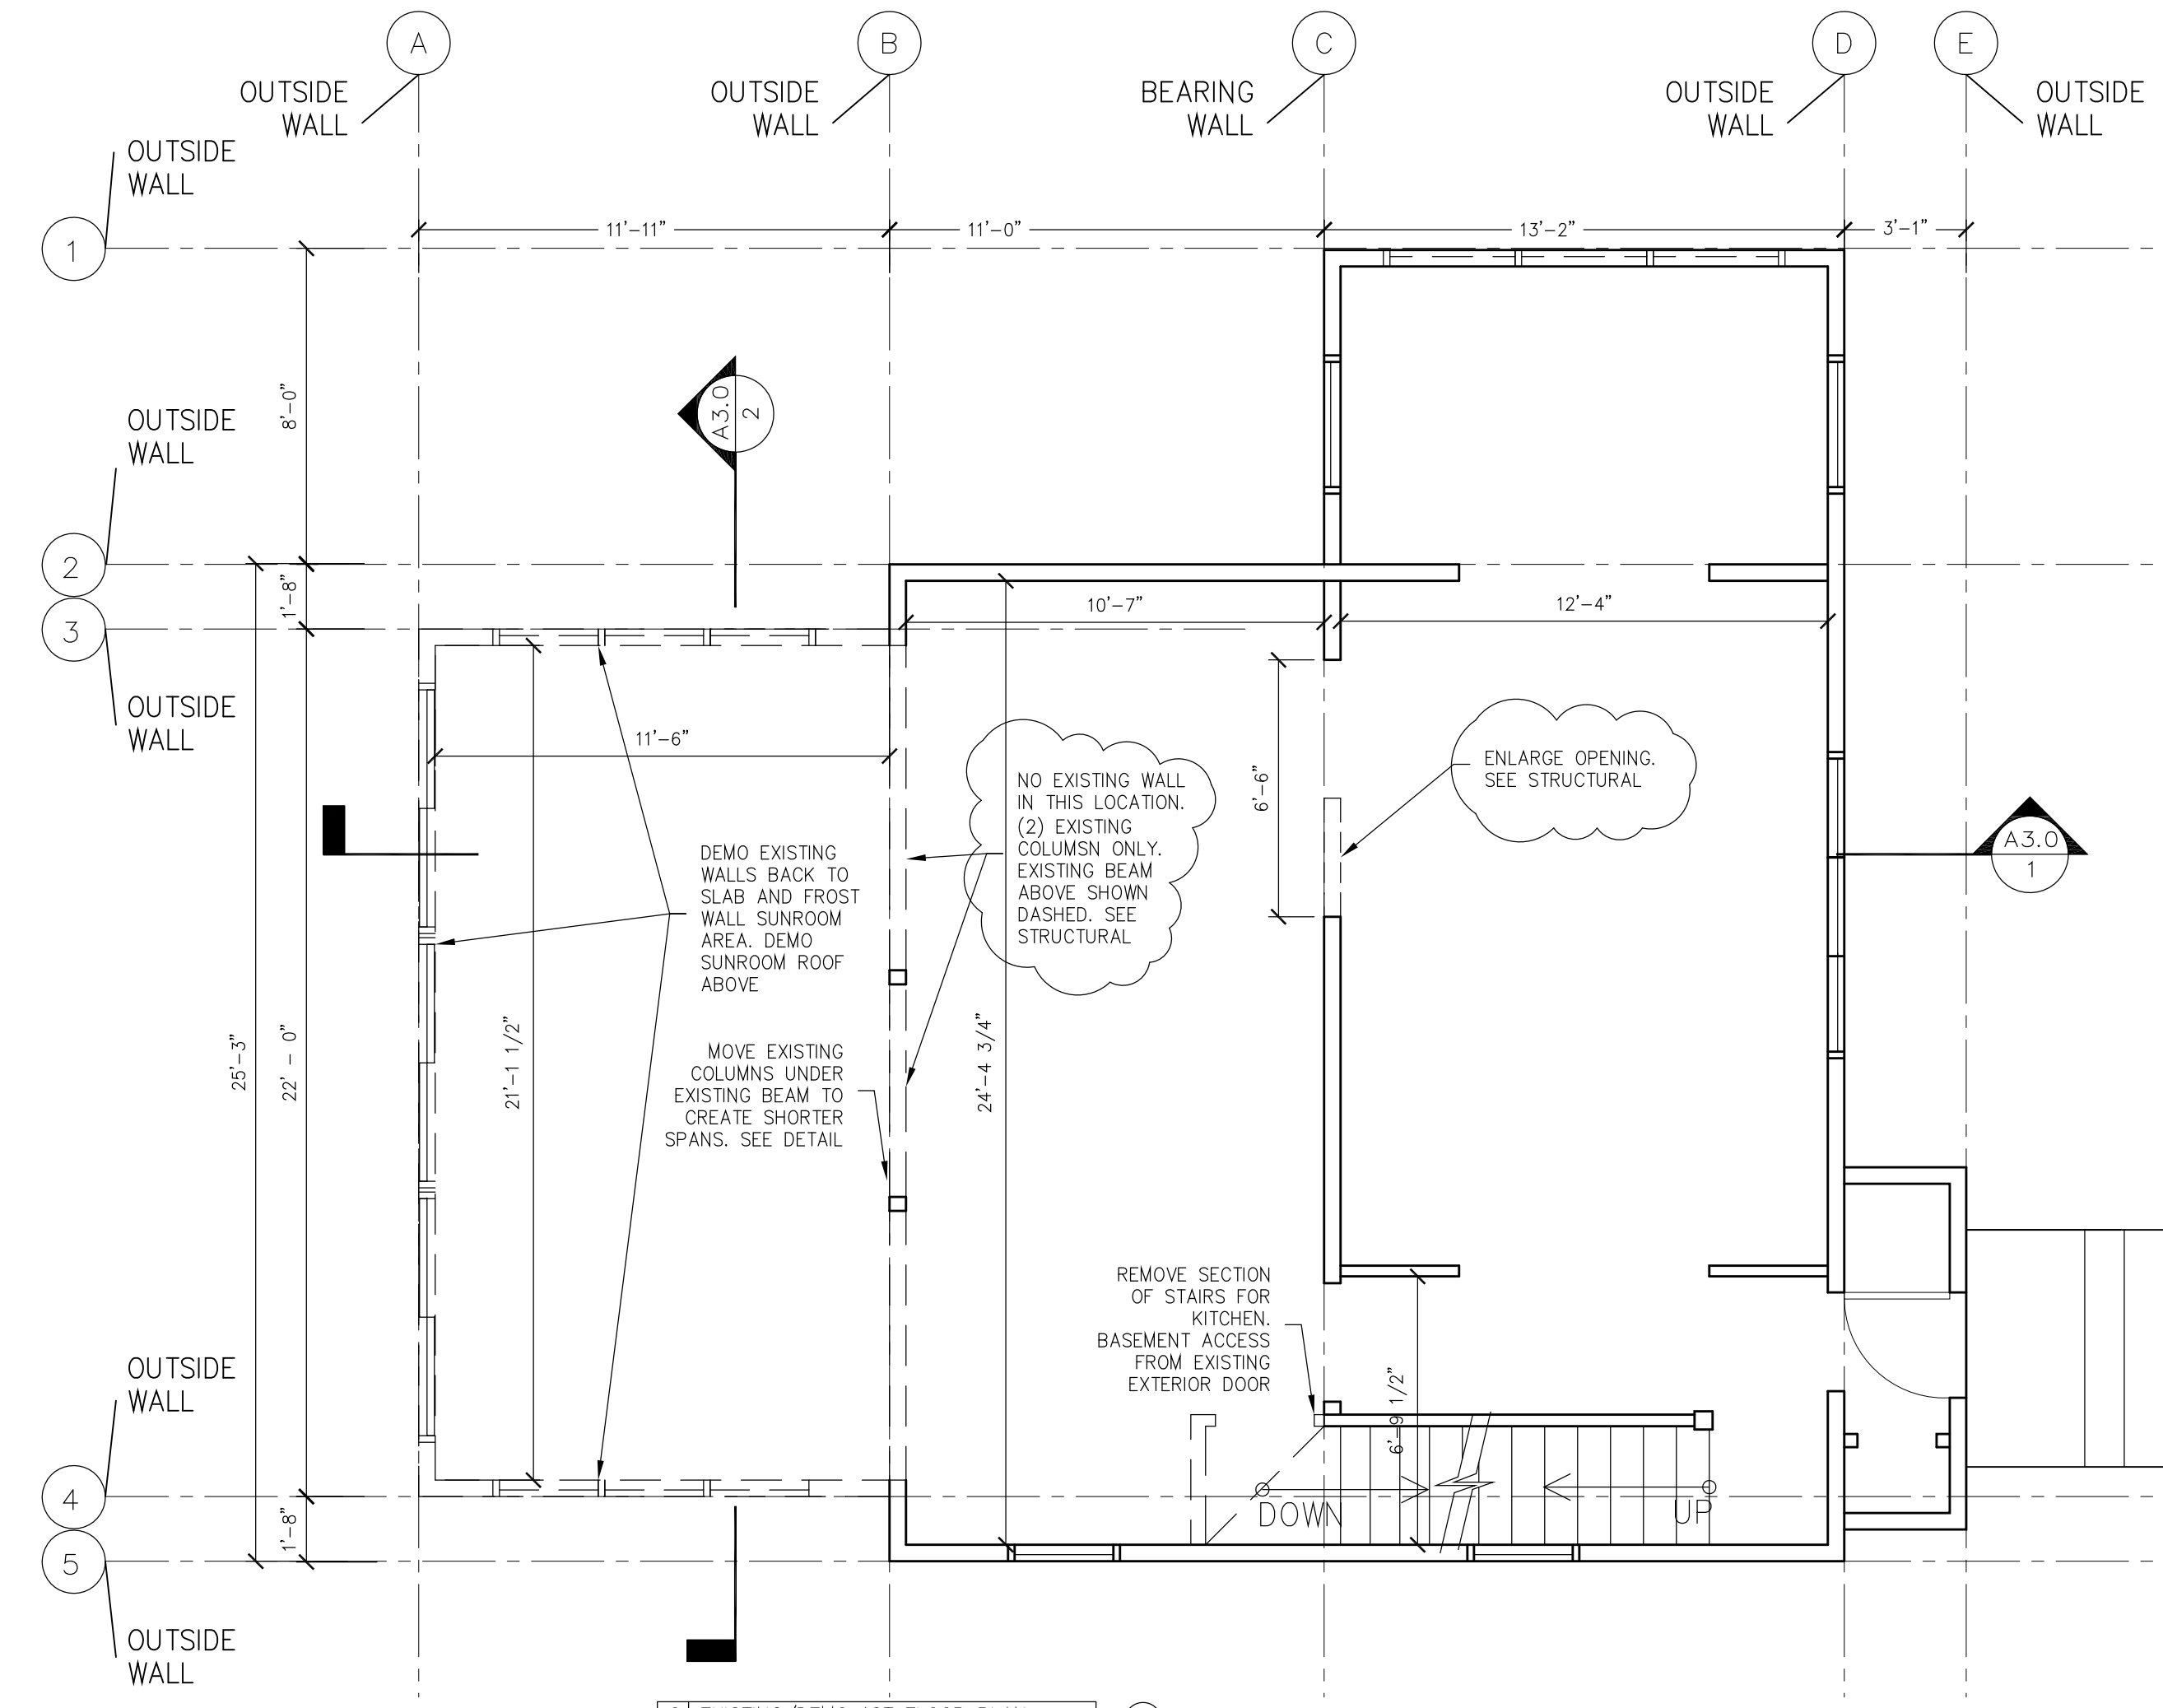 A
B
C
D
E
OUTSIDE
WALL
OUTSIDE
WALL
BEARING
WALL
OUTSIDE
WALL
OUTSIDE
WALL
OUTSIDE
WALL
1
11'-11"
11'-0"
13'-2"
3'-1"
8'-0"
A3.0
2
OUTSIDE
WALL
2
1'-8"
3
OUTSIDE
WALL
10'-7"
12'-4"
11'-6"
6'-6"
NO EXISTING WALL
IN THIS LOCATION.
(2) EXISTING
COLUMSN ONLY.
EXISTING BEAM
ABOVE SHOWN
DASHED. SEE
STRUCTURAL
ENLARGE OPENING.
SEE STRUCTURAL
A3.0
1
DEMO EXISTING
WALLS BACK TO
SLAB AND FROST
WALL SUNROOM
AREA. DEMO
SUNROOM ROOF
ABOVE
25'-3"
22' - 0"
21'-1 1/2"
24'-4 3/4"
MOVE EXISTING
COLUMNS UNDER
EXISTING BEAM TO
CREATE SHORTER
SPANS. SEE DETAIL
REMOVE SECTION
OF STAIRS FOR
KITCHEN.
BASEMENT ACCESS
FROM EXISTING
EXTERIOR DOOR
6'-9 1/2"
DOWN
UP
OUTSIDE
WALL
4
1'-8"
5
OUTSIDE
WALL